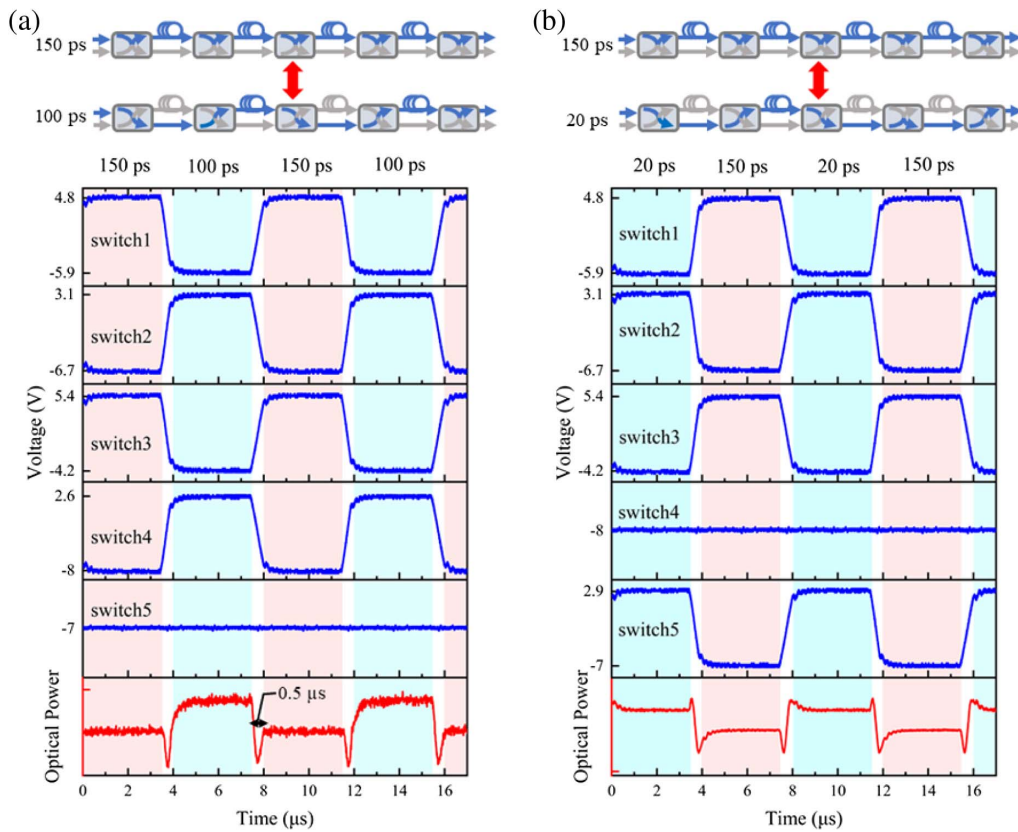 (a)
150 ps
100 ps
150 ps 100 ps 150 ps 100 ps
4.8
switch1
-5.9
3.1
switch2
-6.7
5.4
switch3
-4.2
2.6
switch4
-8
switch5
-7
0.5 µs
Voltage (V)
Optical Power
0 2 4 6 8 10 12 14 16
Time (µs)
(b)
150 ps
20 ps
20 ps 150 ps 20 ps 150 ps
4.8
switch1
-5.9
3.1
switch2
-6.7
5.4
switch3
-4.2
switch4
-8
2.9
switch5
-7
Voltage (V)
Optical Power
0 2 4 6 8 10 12 14 16
Time (µs)